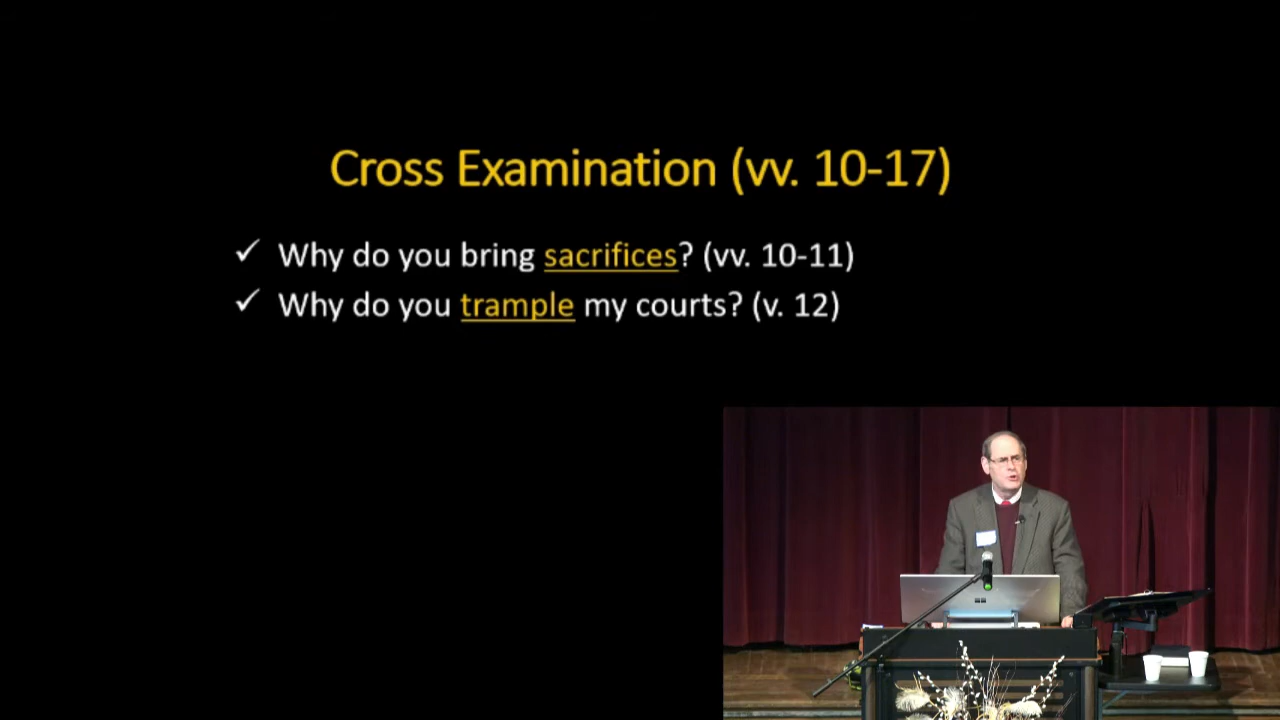 Cross Examination (vv. 10-17)
✓ Why do you bring sacrifices? (vv. 10-11)
✓ Why do you trample my courts? (v. 12)